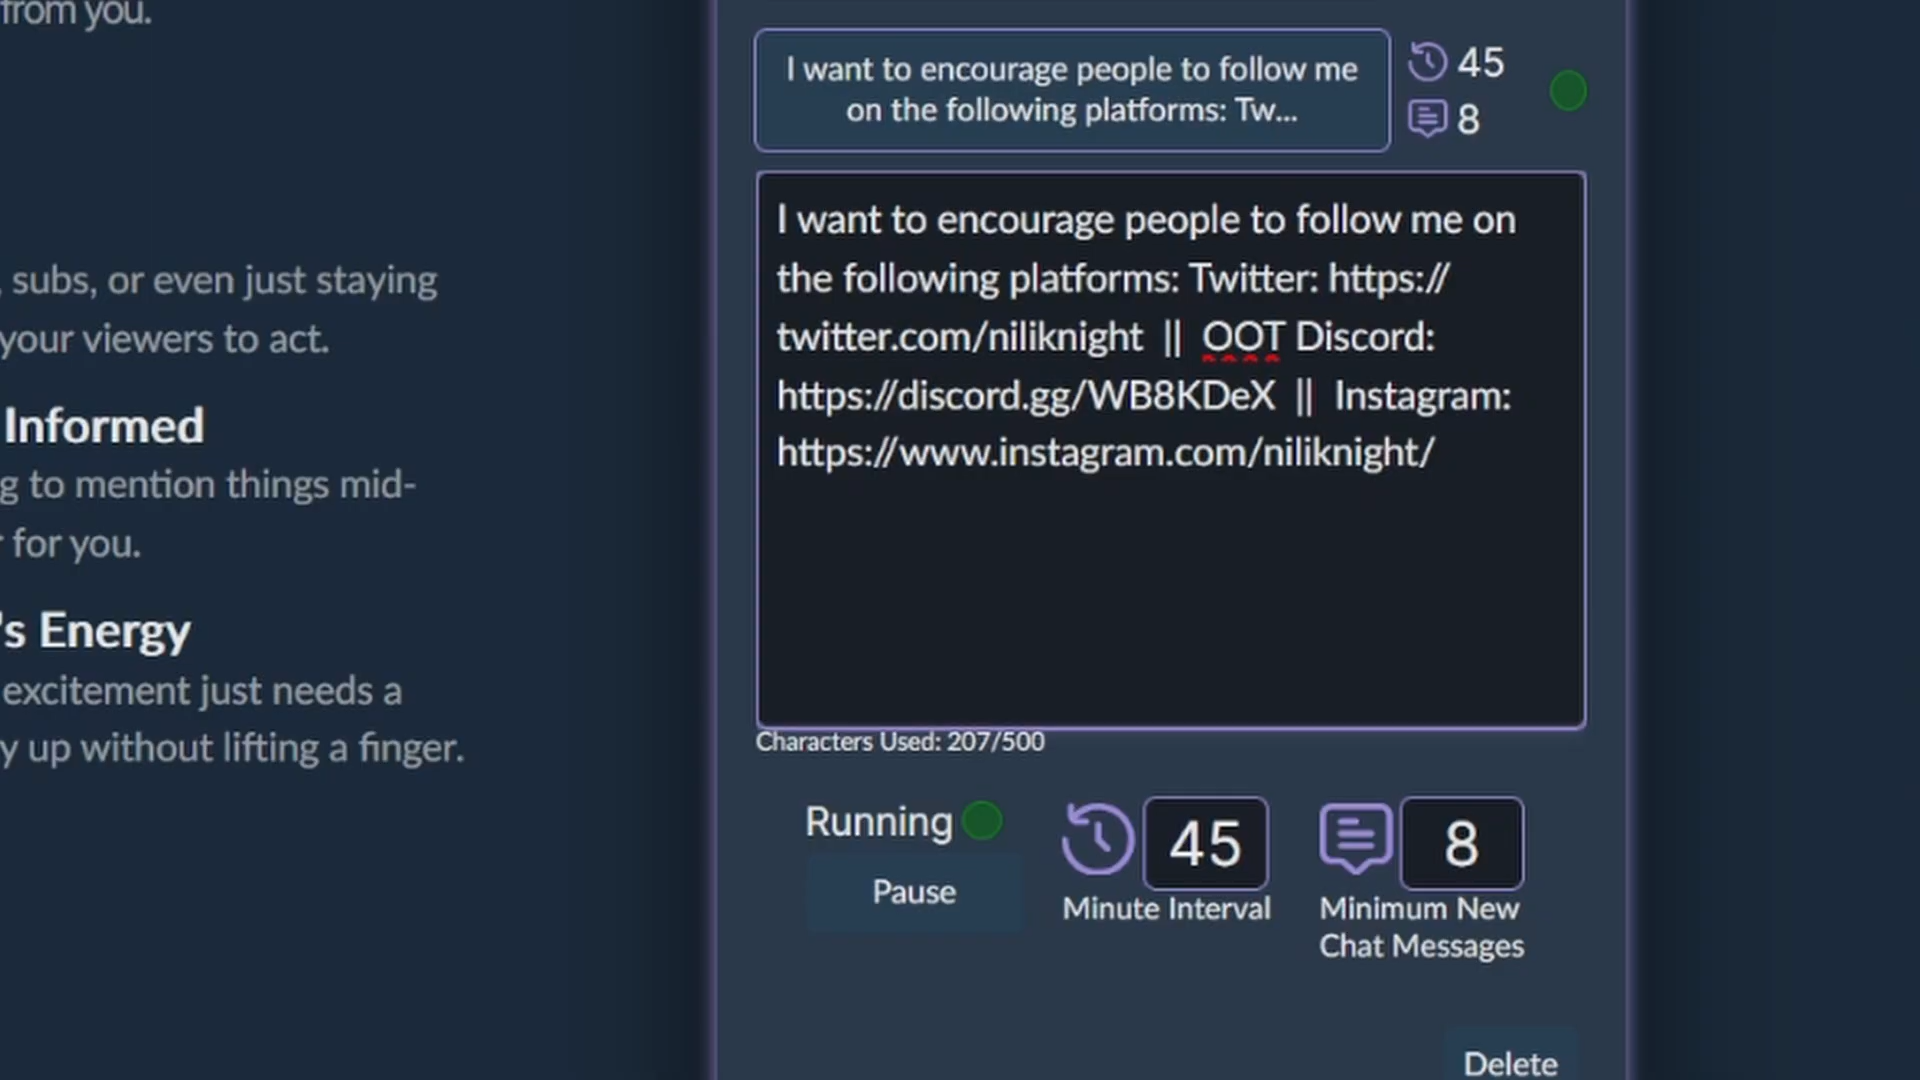 from you.
, subs, or even just staying
your viewers to act.
Informed
g to mention things mid-
for you.
's Energy
excitement just needs a
y up without lifting a finger.
I want to encourage people to follow me
on the following platforms: Tw...
45
8
I want to encourage people to follow me on
the following platforms: Twitter: https://
twitter.com/niliknight || OOT Discord:
https://discord.gg/WB8KDeX || Instagram:
https://www.instagram.com/niliknight/
Characters Used: 207/500
Running
Pause
45
Minute Interval
8
Minimum New
Chat Messages
Delete